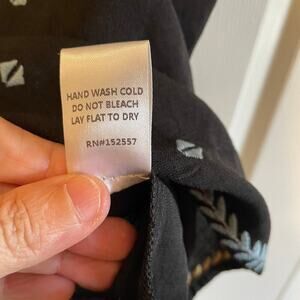 HAND WASH COLD
DO NOT BLEACH
LAY FLAT TO DRY
RN#152557